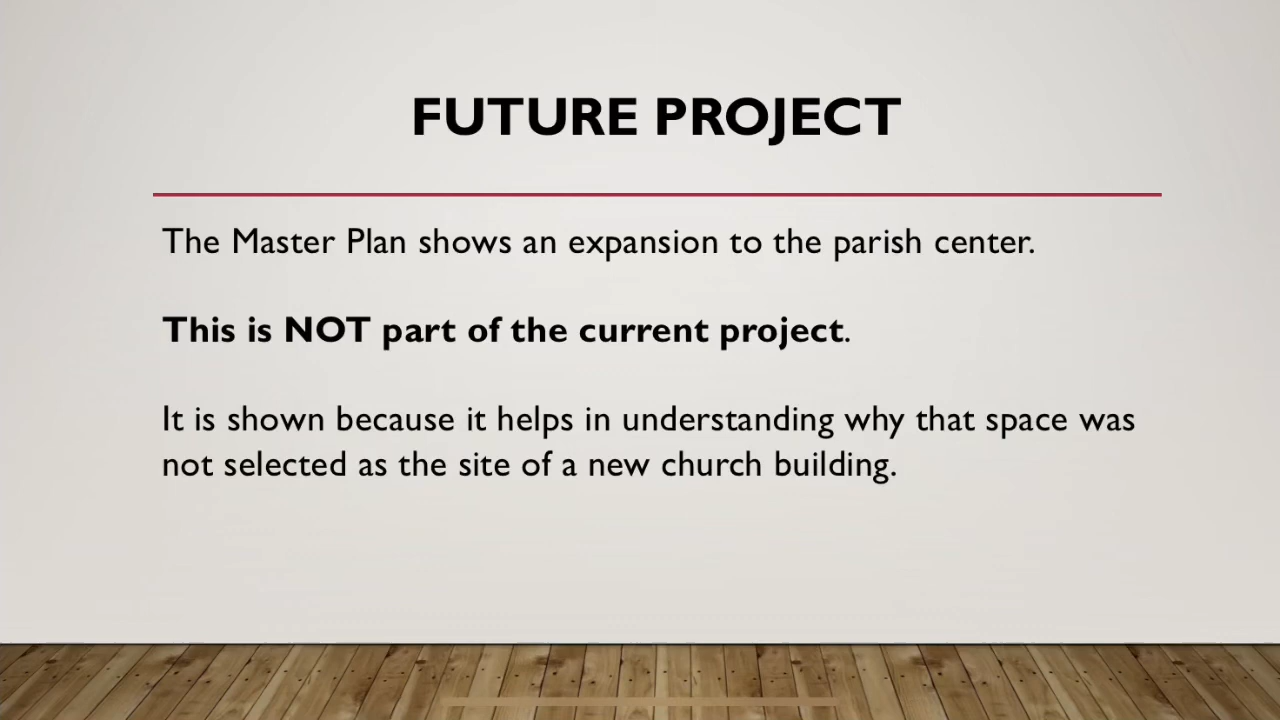 FUTURE PROJECT
The Master Plan shows an expansion to the parish center.
This is NOT part of the current project.
It is shown because it helps in understanding why that space was
not selected as the site of a new church building.